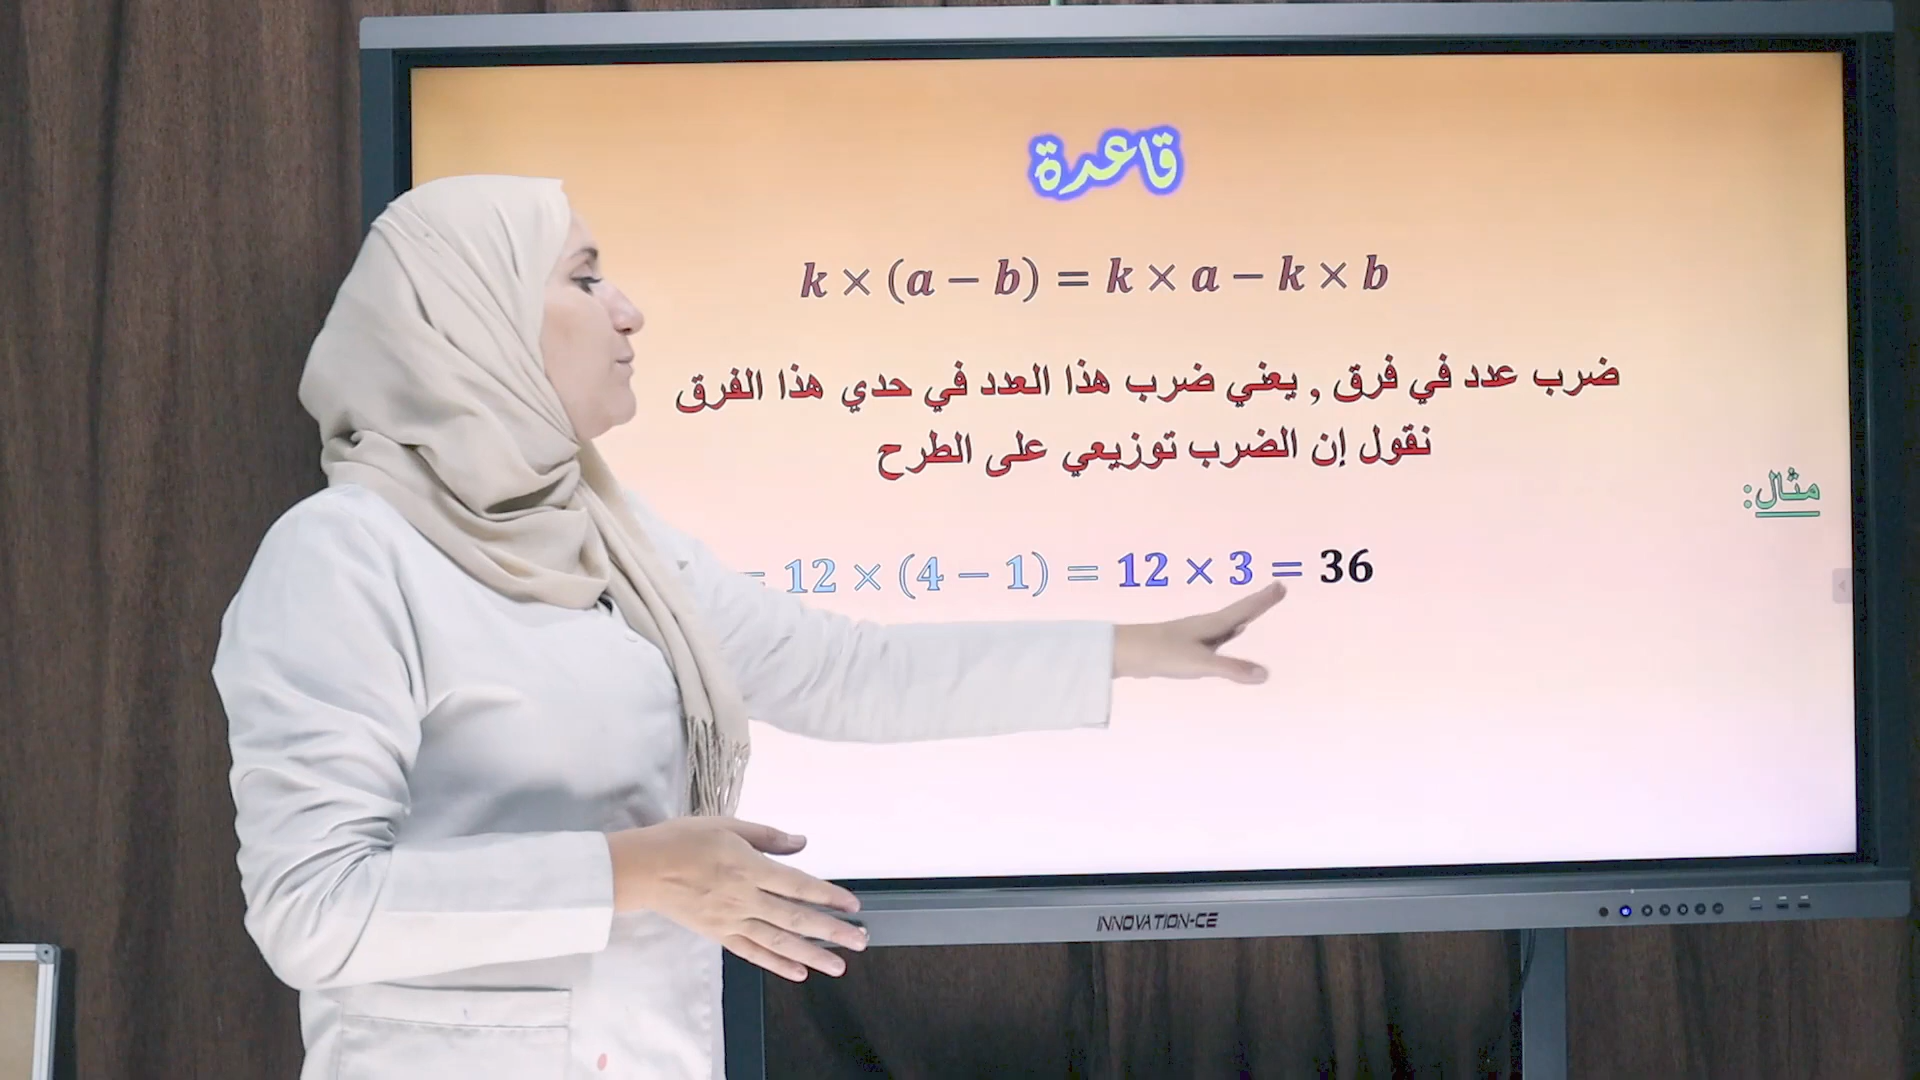 قاعدة
k × (a − b) = k × a − k × b
ضرب عدد في فرق , يعني ضرب هذا العدد في حدي هذا الفرق
نقول إن الضرب توزيعي على الطرح
مثال:
= 12 × (4 − 1) = 12 × 3 = 36
INNOVATION-CE